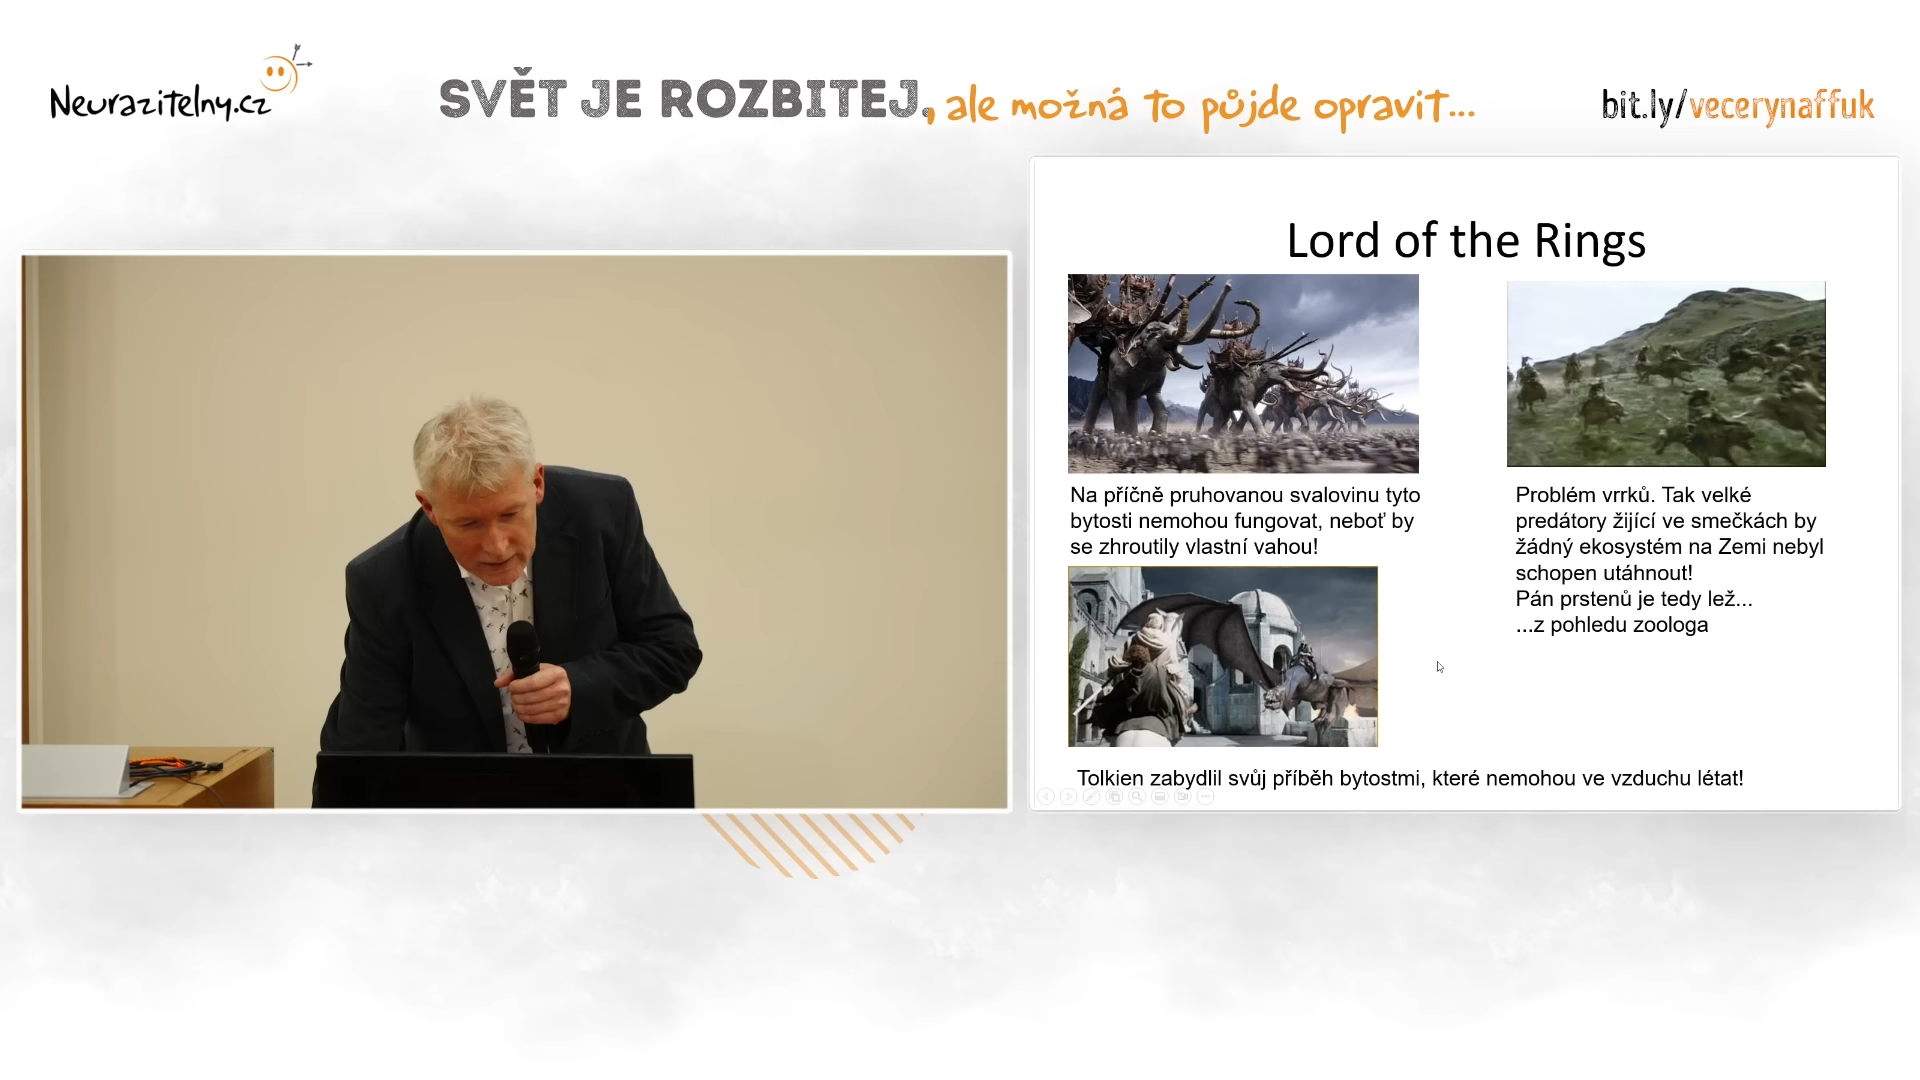 Neurazitelny.cz
SVĚT JE ROZBITEJ, ale možná to půjde opravit...
bit.ly/vecerynaffuk
Lord of the Rings
Na příčně pruhovanou svalovinu tyto
bytosti nemohou fungovat, neboť by
se zhroutily vlastní vahou!
Problém vrrků. Tak velké
predátory žijící ve smečkách by
žádný ekosystém na Zemi nebyl
schopen utáhnout!
Pán prstenů je tedy lež...
...z pohledu zoologa
Tolkien zabydlil svůj příběh bytostmi, které nemohou ve vzduchu létat!